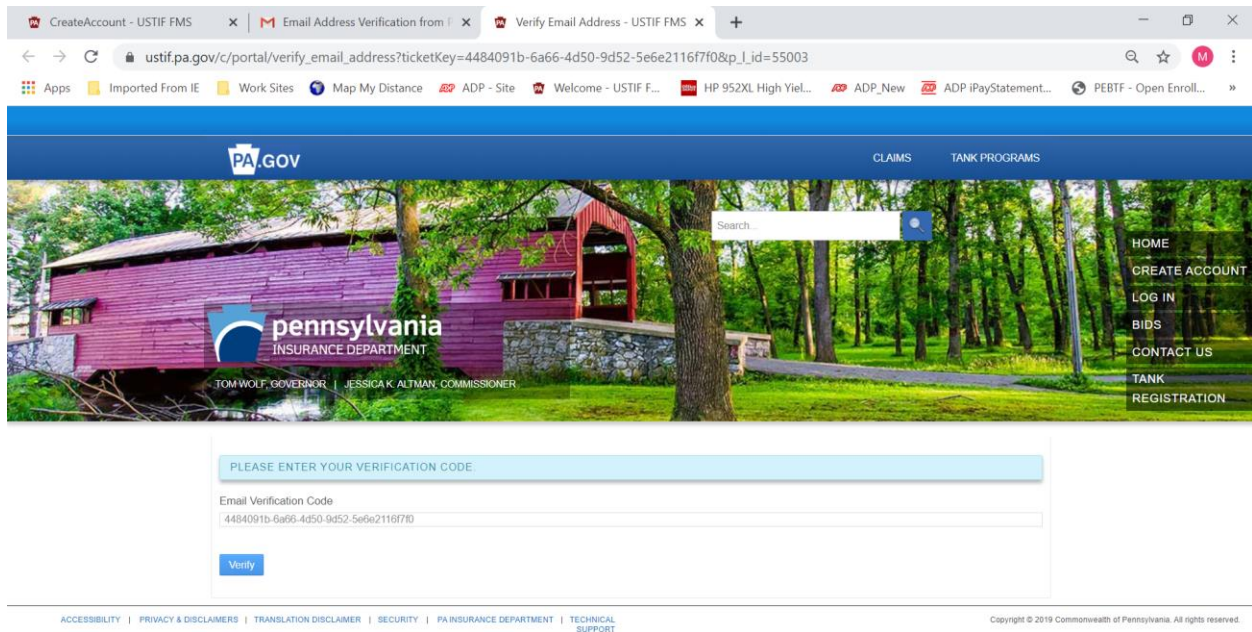 CreateAccount - USTIF FMS
Email Address Verification from
Verify Email Address - USTIF FMS
ustif.pa.gov/c/portal/verify_email_address?ticketKey=4484091b-6a66-4d50-9d52-5e6e2116f7f0&p_l_id=55003
M
Apps Imported From IE Work Sites Map My Distance ADP - Site Welcome - USTIF F... HP 952XL High Yiel... ADP_New ADP iPayStatement... PEBTF - Open Enroll... »
PA.GOV CLAIMS TANK PROGRAMS
Search...
HOME
CREATE ACCOUNT
LOG IN
BIDS
CONTACT US
TANK
REGISTRATION
pennsylvania
INSURANCE DEPARTMENT
TOM WOLF, GOVERNOR | JESSICA K. ALTMAN, COMMISSIONER
PLEASE ENTER YOUR VERIFICATION CODE.
Email Verification Code
4484091b-6a66-4d50-9d52-5e6e2116f7f0
Verify
ACCESSIBILITY | PRIVACY & DISCLAIMERS | TRANSLATION DISCLAIMER | SECURITY | PA INSURANCE DEPARTMENT | TECHNICAL
SUPPORT
Copyright © 2019 Commonwealth of Pennsylvania. All rights reserved.